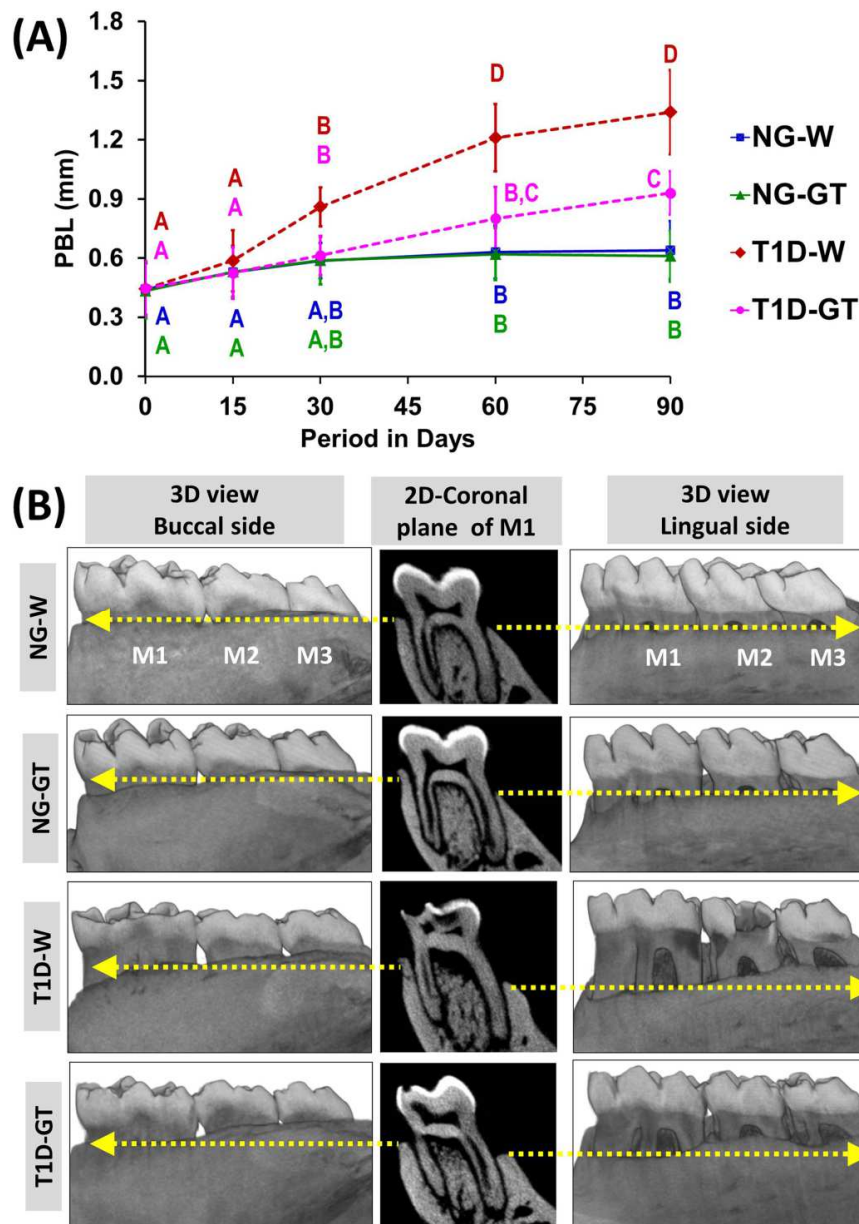 (A)
1.8
1.5
1.2
0.9
0.6
0.3
0.0
PBL (mm)
0
15
30
45
60
75
90
Period in Days
A
A
A
A
A
A
A
A
B
B
A,B
A,B
D
B,C
B
B
D
C
B
B
NG-W
NG-GT
T1D-W
T1D-GT
(B)
3D view
Buccal side
2D-Coronal
plane of M1
3D view
Lingual side
NG-W
M1 M2 M3
M1 M2 M3
NG-GT
T1D-W
T1D-GT